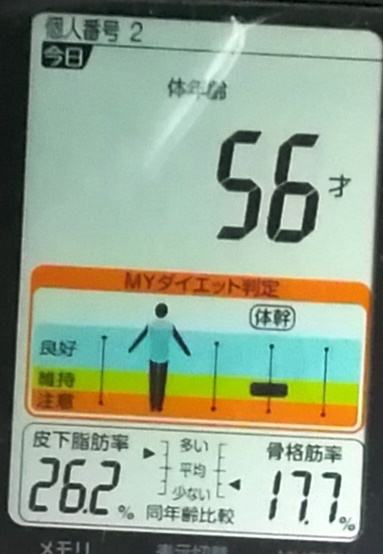 個人番号 2
今日
体年齢
56才
MYダイエット判定
体幹
良好
維持
注意
皮下脂肪率
26.2%
多い
平均
少ない
同年齢比較
骨格筋率
17.7%
メモリ